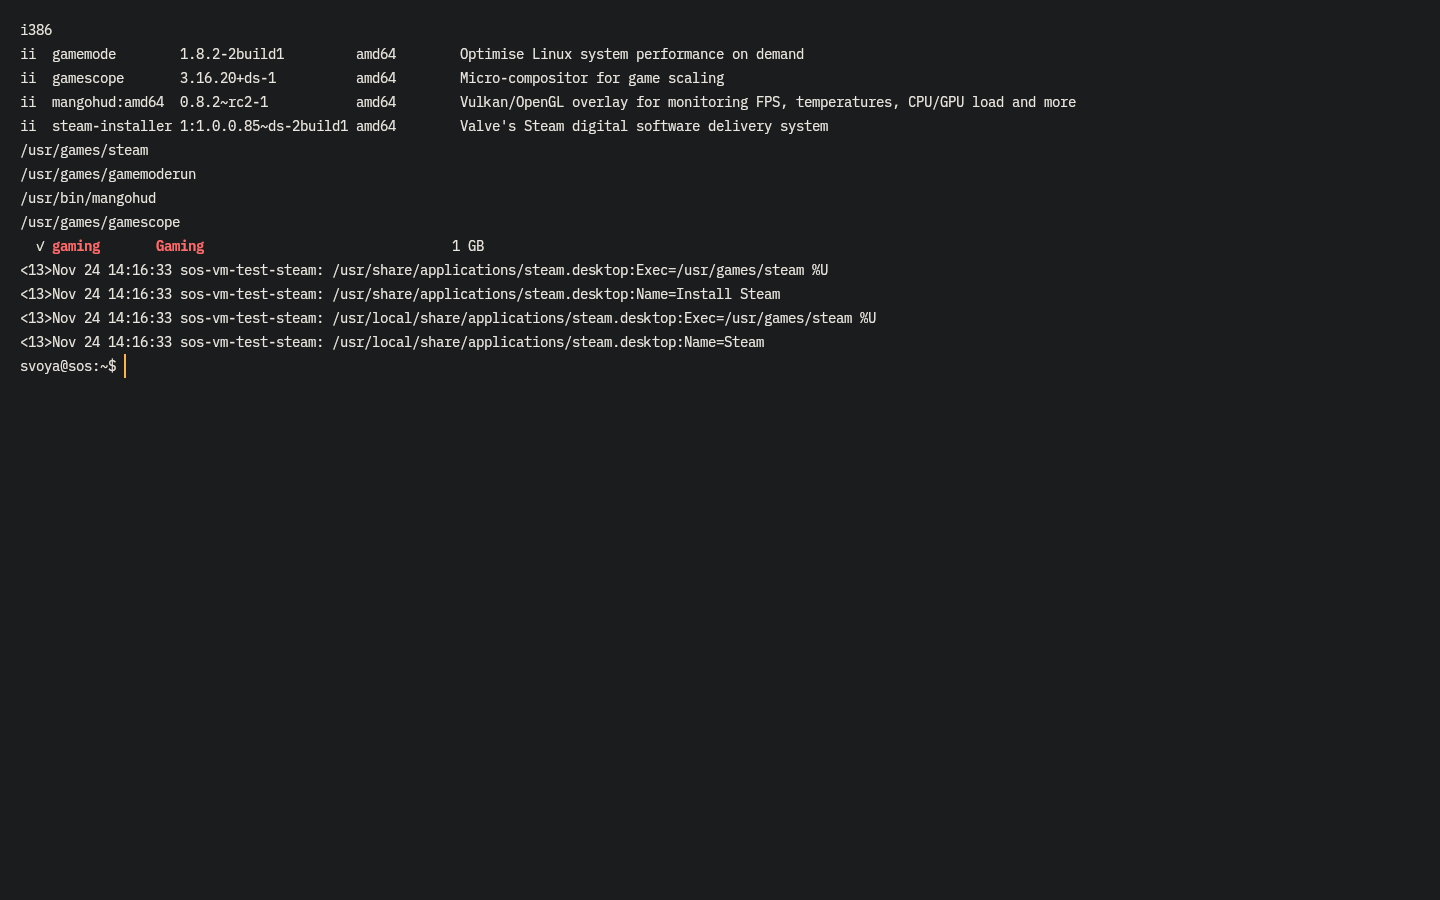 i386
ii  gamemode        1.8.2-2build1         amd64        Optimise Linux system performance on demand
ii  gamescope       3.16.20+ds-1          amd64        Micro-compositor for game scaling
ii  mangohud:amd64  0.8.2~rc2-1           amd64        Vulkan/OpenGL overlay for monitoring FPS, temperatures, CPU/GPU load and more
ii  steam-installer 1:1.0.0.85~ds-2build1 amd64        Valve's Steam digital software delivery system
/usr/games/steam
/usr/games/gamemoderun
/usr/bin/mangohud
/usr/games/gamescope
  √ gaming       Gaming                               1 GB
<13>Nov 24 14:16:33 sos-vm-test-steam: /usr/share/applications/steam.desktop:Exec=/usr/games/steam %U
<13>Nov 24 14:16:33 sos-vm-test-steam: /usr/share/applications/steam.desktop:Name=Install Steam
<13>Nov 24 14:16:33 sos-vm-test-steam: /usr/local/share/applications/steam.desktop:Exec=/usr/games/steam %U
<13>Nov 24 14:16:33 sos-vm-test-steam: /usr/local/share/applications/steam.desktop:Name=Steam
svoya@sos:~$